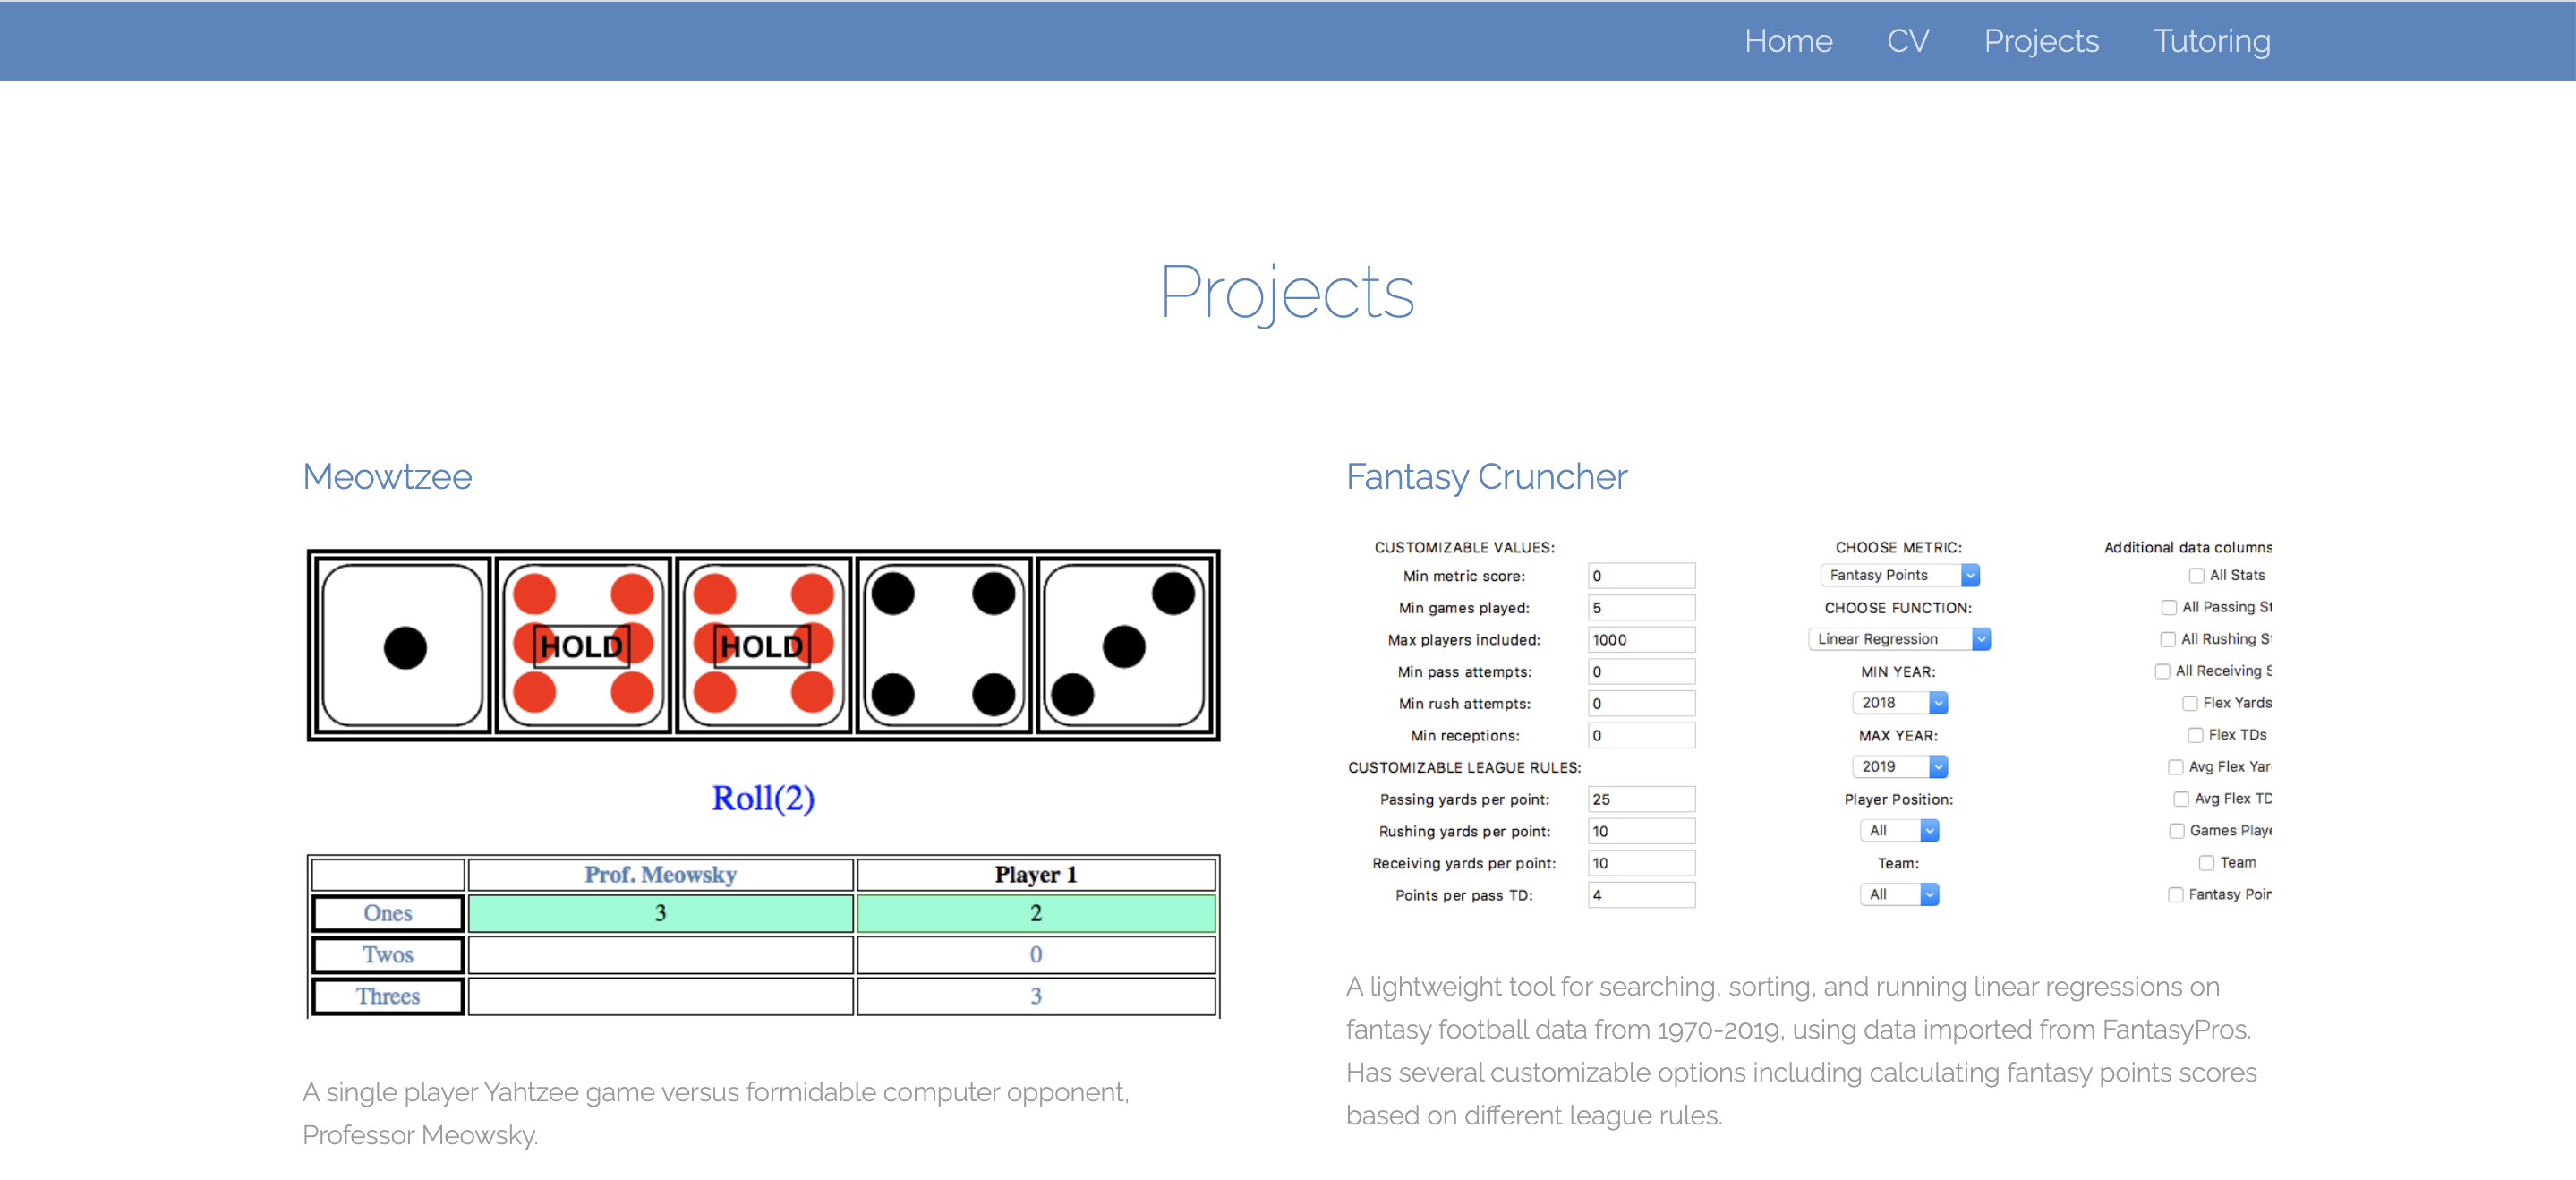 Home CV Projects Tutoring
Projects
Meowtzee
HOLD HOLD
Roll(2)
Prof. Meowsky Player 1
Ones 3 2
Twos 0
Threes 3
A single player Yahtzee game versus formidable computer opponent,
Professor Meowsky.
Fantasy Cruncher
CUSTOMIZABLE VALUES: CHOOSE METRIC: Additional data columns
Min metric score: 0 Fantasy Points All Stats
Min games played: 5 CHOOSE FUNCTION: All Passing St
Max players included: 1000 Linear Regression All Rushing S
Min pass attempts: 0 MIN YEAR: All Receiving S
Min rush attempts: 0 2018 Flex Yards
Min receptions: 0 MAX YEAR: Flex TDs
CUSTOMIZABLE LEAGUE RULES: 2019 Avg Flex Yar
Passing yards per point: 25 Player Position: Avg Flex TD
Rushing yards per point: 10 All Games Playe
Receiving yards per point: 10 Team: Team
Points per pass TD: 4 All Fantasy Poin
A lightweight tool for searching, sorting, and running linear regressions on
fantasy football data from 1970-2019, using data imported from FantasyPros.
Has several customizable options including calculating fantasy points scores
based on different league rules.